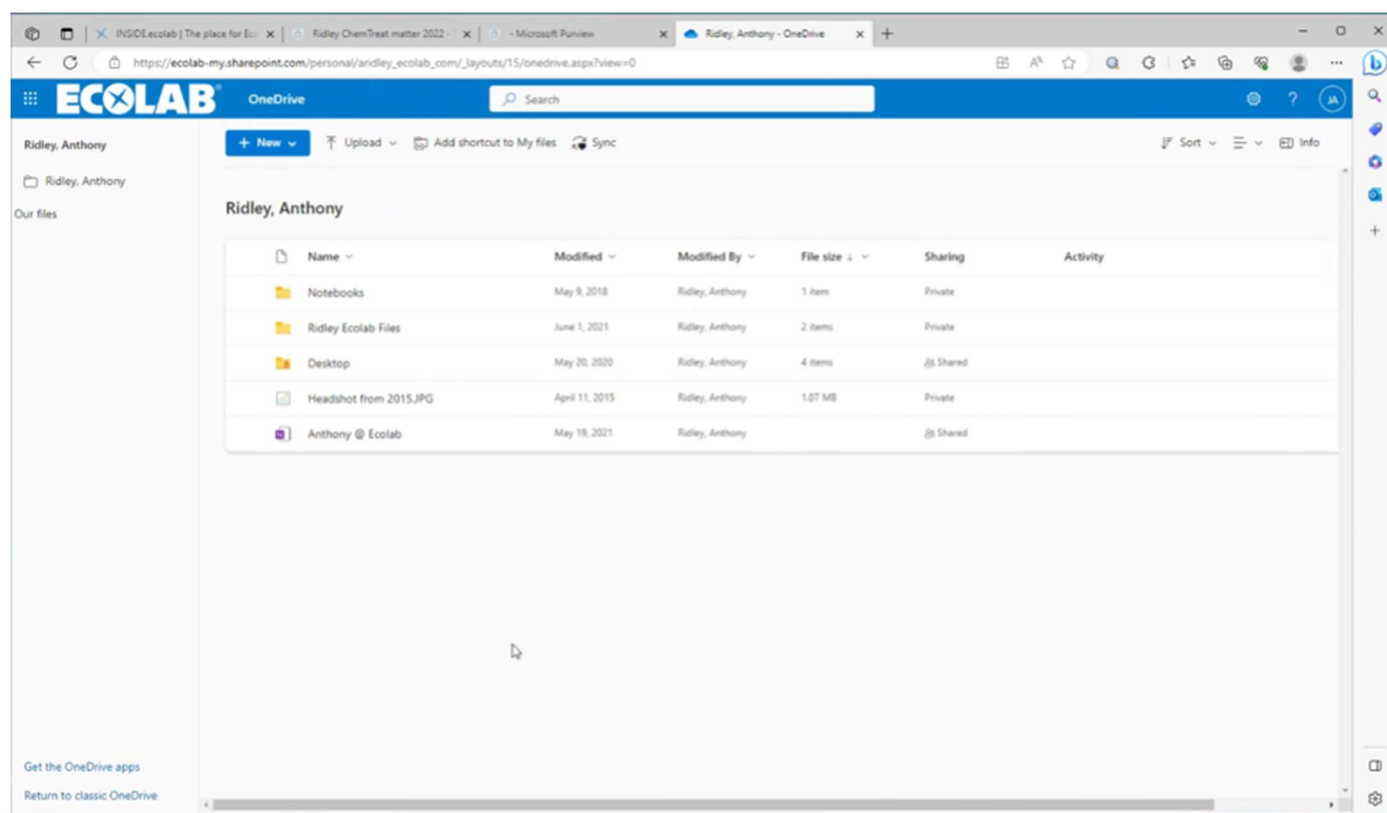 INSIDE.ecolab | The place for Ec
Ridley ChemTreat matter 2022 -
- Microsoft Purview
Ridley, Anthony - OneDrive
https://ecolab-my.sharepoint.com/personal/aridley_ecolab_com/_layouts/15/onedrive.aspx?view=0
ECOLAB® OneDrive
Search
? JA
Ridley, Anthony
Ridley, Anthony
Our files
+ New
Upload
Add shortcut to My files
Sync
Sort
Info
Ridley, Anthony
Name Modified Modified By File size ↓ Sharing Activity
Notebooks May 9, 2018 Ridley, Anthony 1 item Private
Ridley Ecolab Files June 1, 2021 Ridley, Anthony 2 items Private
Desktop May 20, 2020 Ridley, Anthony 4 items Shared
Headshot from 2015.JPG April 11, 2015 Ridley, Anthony 1.07 MB Private
Anthony @ Ecolab May 19, 2021 Ridley, Anthony Shared
Get the OneDrive apps
Return to classic OneDrive